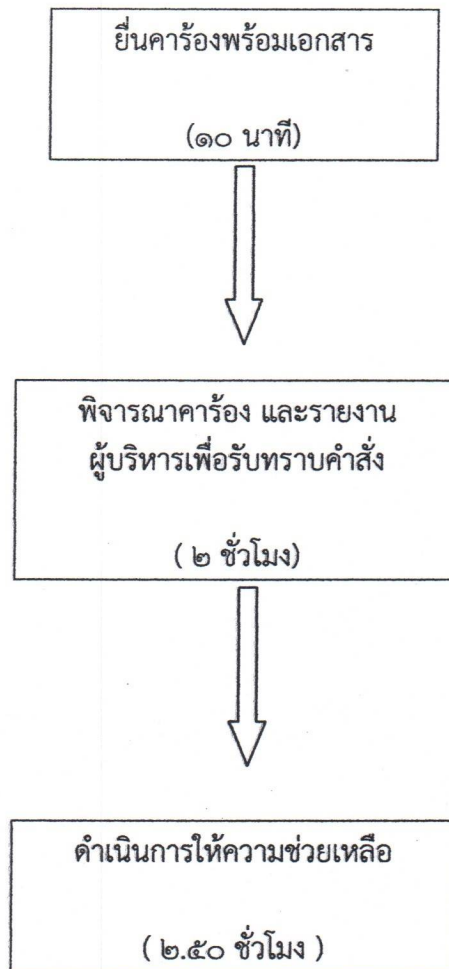 ยื่นคาร้องพร้อมเอกสาร
(๑๐ นาที)
พิจารณาคาร้อง และรายงาน
ผู้บริหารเพื่อรับทราบคำสั่ง
( ๒ ชั่วโมง)
ดำเนินการให้ความช่วยเหลือ
( ๒.๕๐ ชั่วโมง )